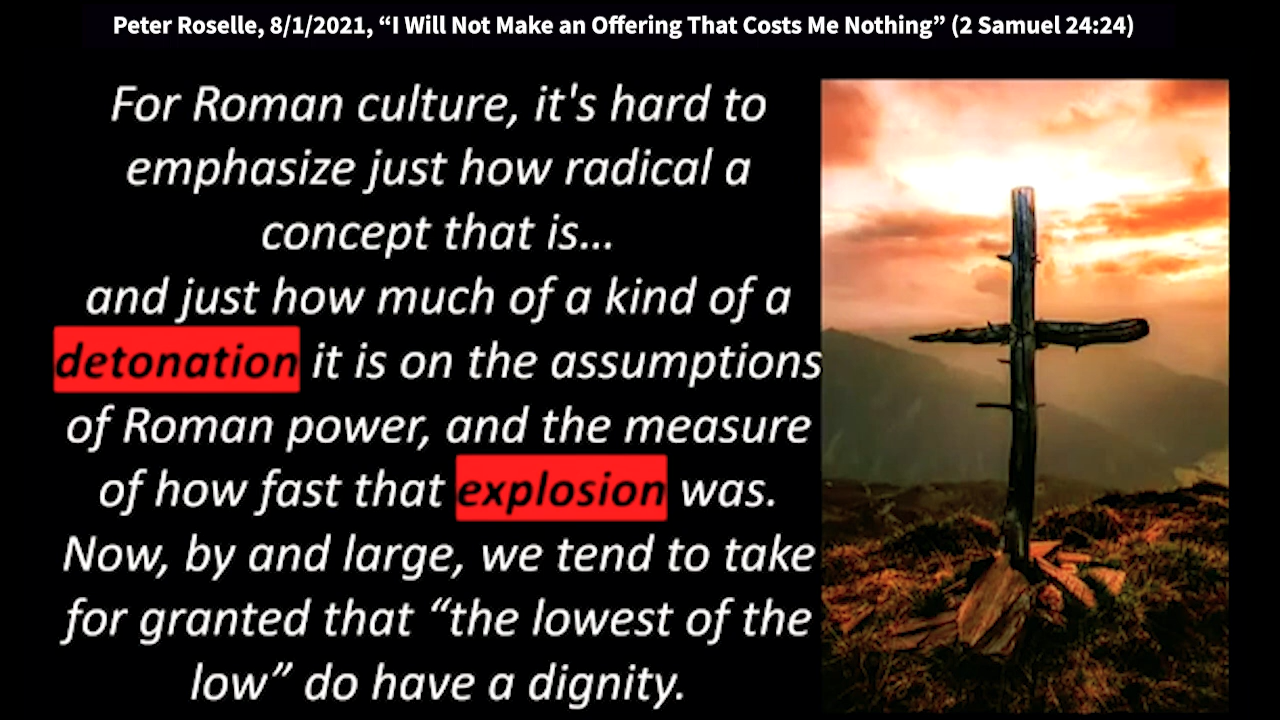 Peter Roselle, 8/1/2021, “I Will Not Make an Offering That Costs Me Nothing” (2 Samuel 24:24)
For Roman culture, it's hard to
emphasize just how radical a
concept that is...
and just how much of a kind of a
detonation it is on the assumptions
of Roman power, and the measure
of how fast that explosion was.
Now, by and large, we tend to take
for granted that “the lowest of the
low” do have a dignity.